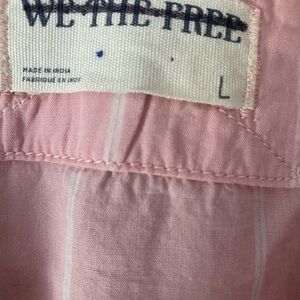 WE THE FREE
MADE IN INDIA
FABRIQUÉ EN INDE
L